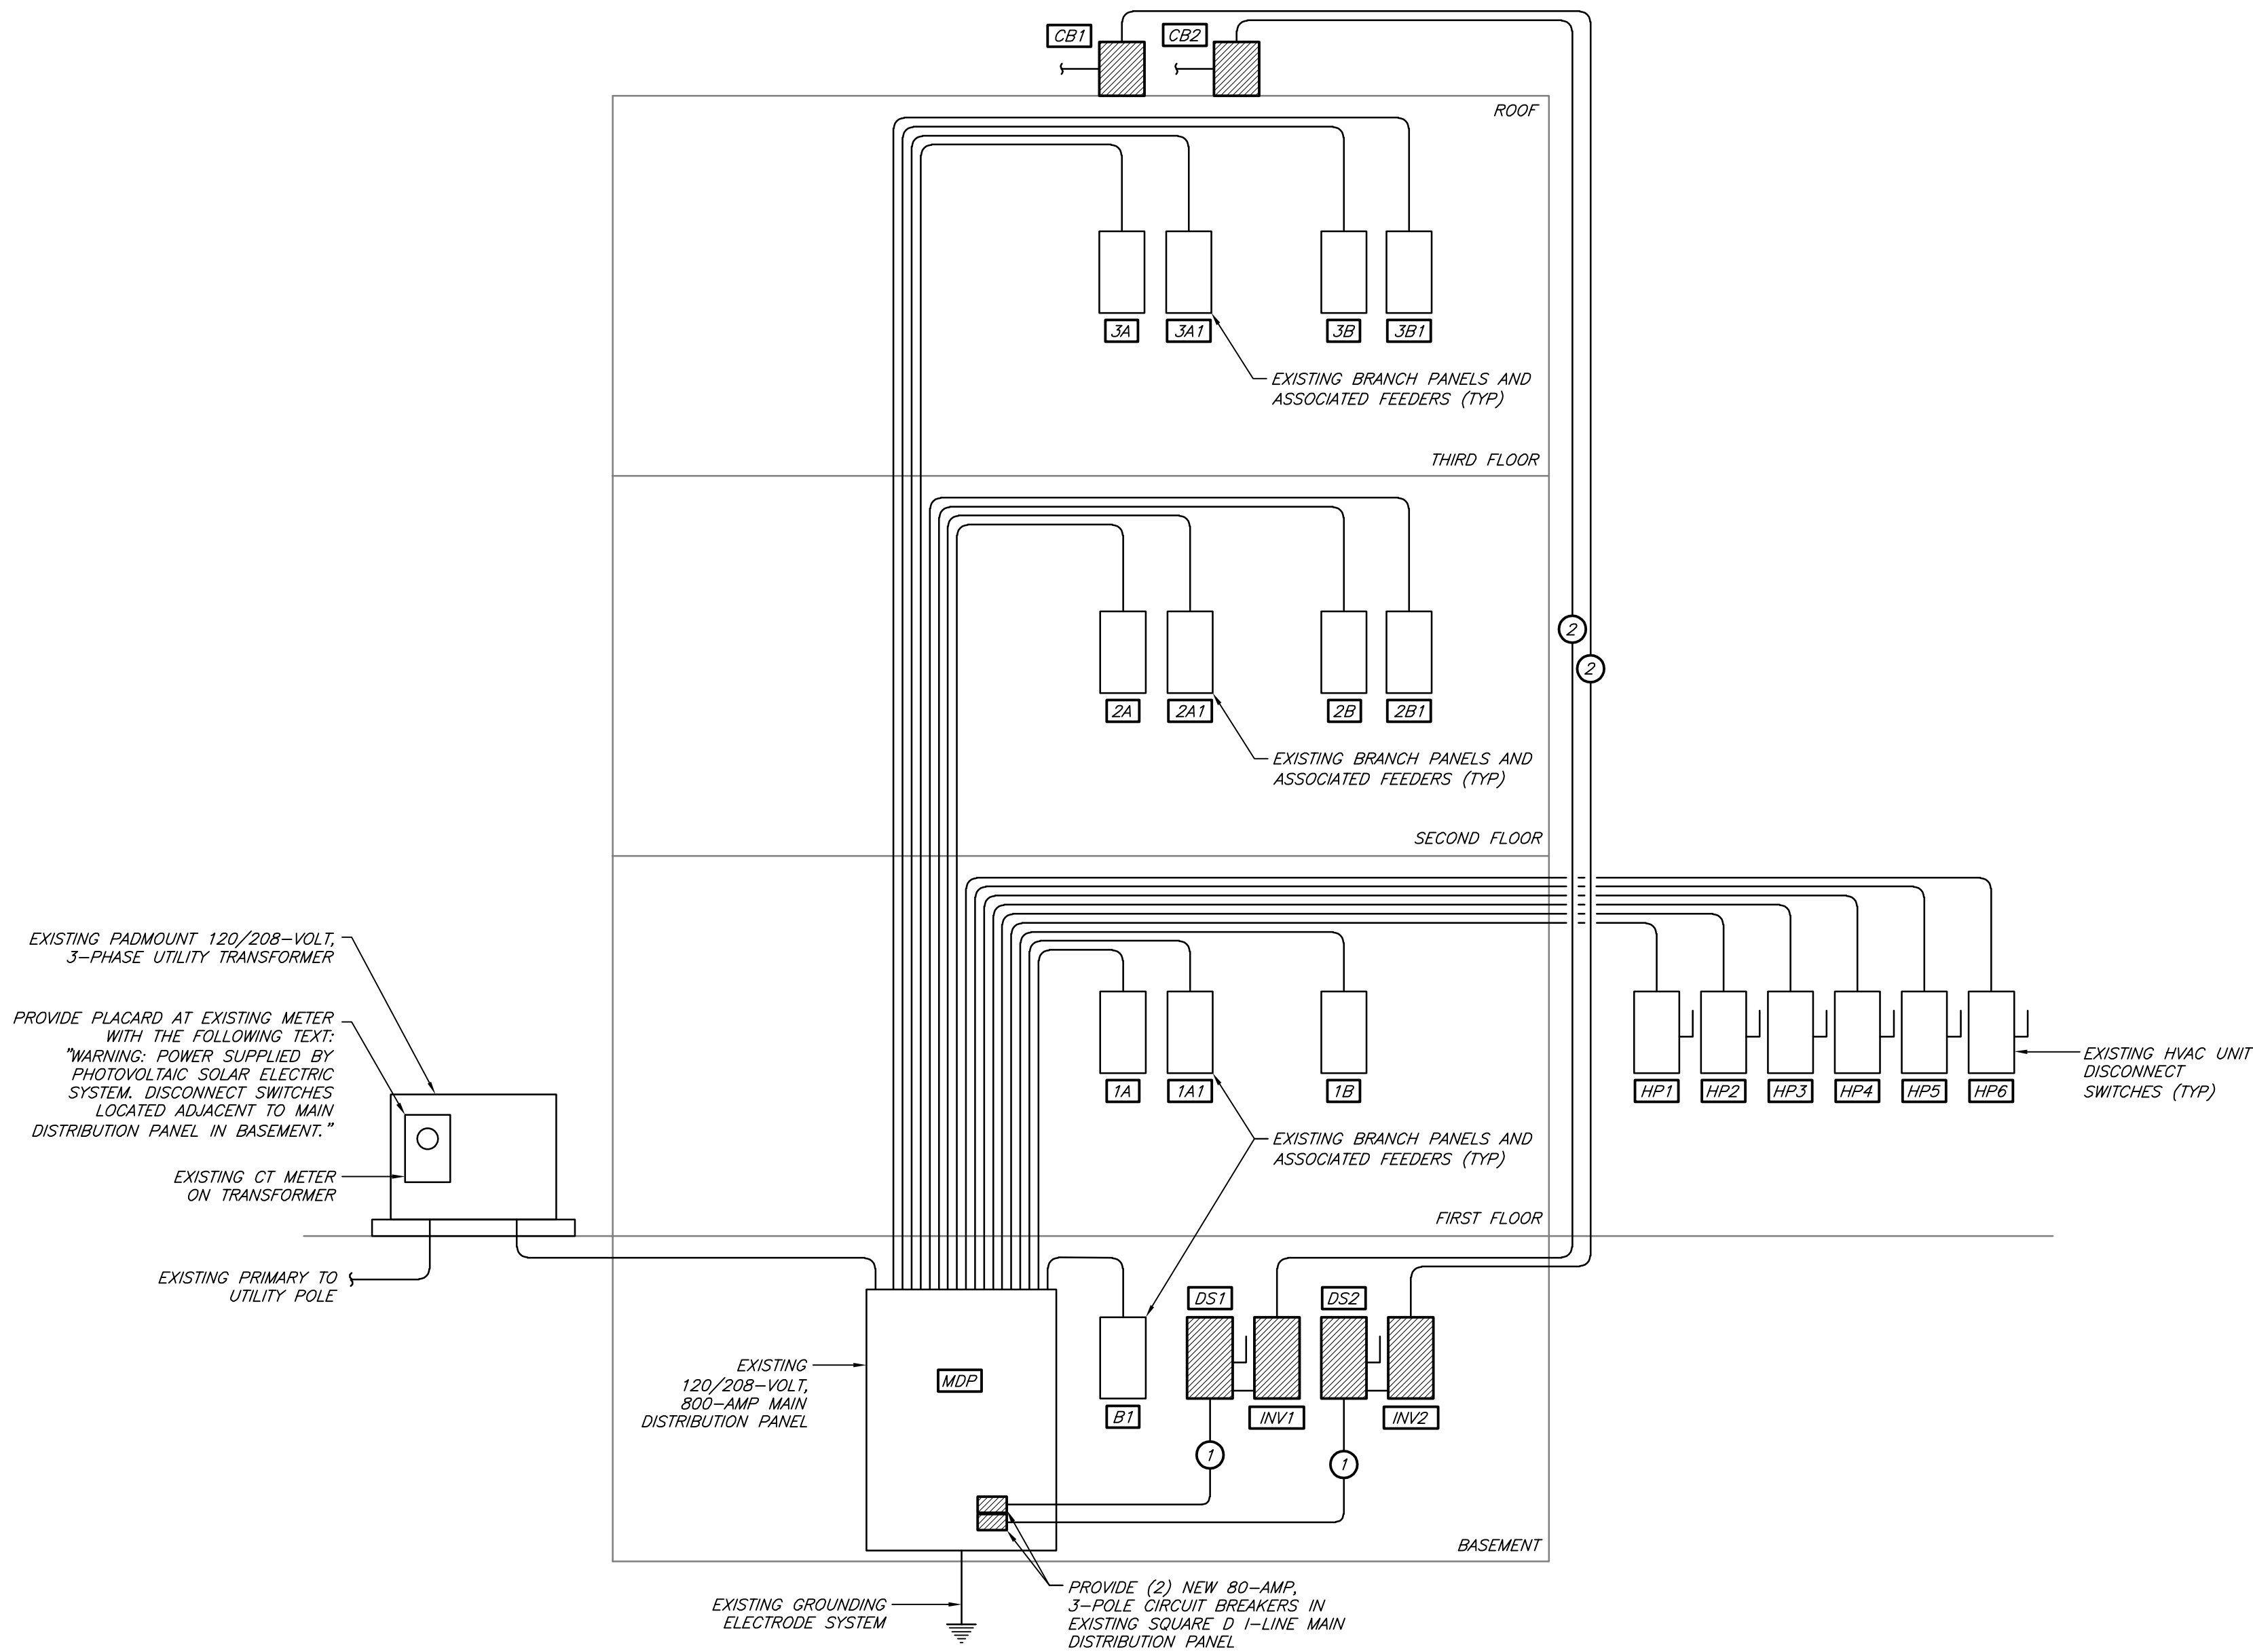 CB1
CB2
ROOF
3A
3A1
3B
3B1
EXISTING BRANCH PANELS AND
ASSOCIATED FEEDERS (TYP)
THIRD FLOOR
2
2
2A
2A1
2B
2B1
EXISTING BRANCH PANELS AND
ASSOCIATED FEEDERS (TYP)
SECOND FLOOR
EXISTING PADMOUNT 120/208-VOLT,
3-PHASE UTILITY TRANSFORMER
PROVIDE PLACARD AT EXISTING METER
WITH THE FOLLOWING TEXT:
"WARNING: POWER SUPPLIED BY
PHOTOVOLTAIC SOLAR ELECTRIC
SYSTEM. DISCONNECT SWITCHES
LOCATED ADJACENT TO MAIN
DISTRIBUTION PANEL IN BASEMENT."
EXISTING CT METER
ON TRANSFORMER
EXISTING PRIMARY TO
UTILITY POLE
1A
1A1
1B
HP1
HP2
HP3
HP4
HP5
HP6
EXISTING HVAC UNIT
DISCONNECT
SWITCHES (TYP)
EXISTING BRANCH PANELS AND
ASSOCIATED FEEDERS (TYP)
FIRST FLOOR
DS1
DS2
EXISTING
120/208-VOLT,
800-AMP MAIN
DISTRIBUTION PANEL
MDP
B1
INV1
INV2
1
1
BASEMENT
EXISTING GROUNDING
ELECTRODE SYSTEM
PROVIDE (2) NEW 80-AMP,
3-POLE CIRCUIT BREAKERS IN
EXISTING SQUARE D I-LINE MAIN
DISTRIBUTION PANEL